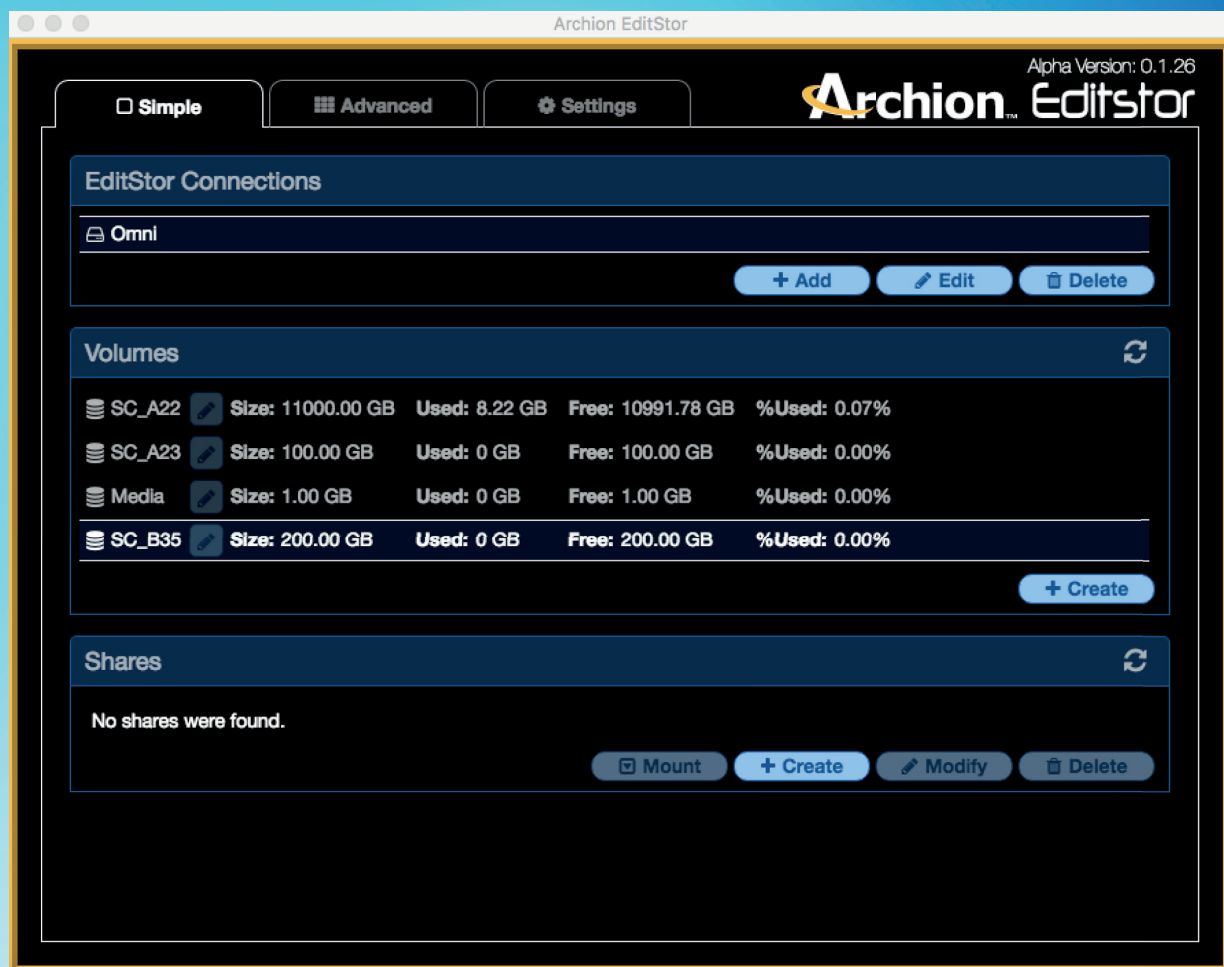 Archion EditStor
Alpha Version: 0.1.26
Simple Advanced Settings Archion™ Editstor
EditStor Connections
Omni
+ Add Edit Delete
Volumes
SC_A22 Size: 11000.00 GB Used: 8.22 GB Free: 10991.78 GB %Used: 0.07%
SC_A23 Size: 100.00 GB Used: 0 GB Free: 100.00 GB %Used: 0.00%
Media Size: 1.00 GB Used: 0 GB Free: 1.00 GB %Used: 0.00%
SC_B35 Size: 200.00 GB Used: 0 GB Free: 200.00 GB %Used: 0.00%
+ Create
Shares
No shares were found.
Mount + Create Modify Delete